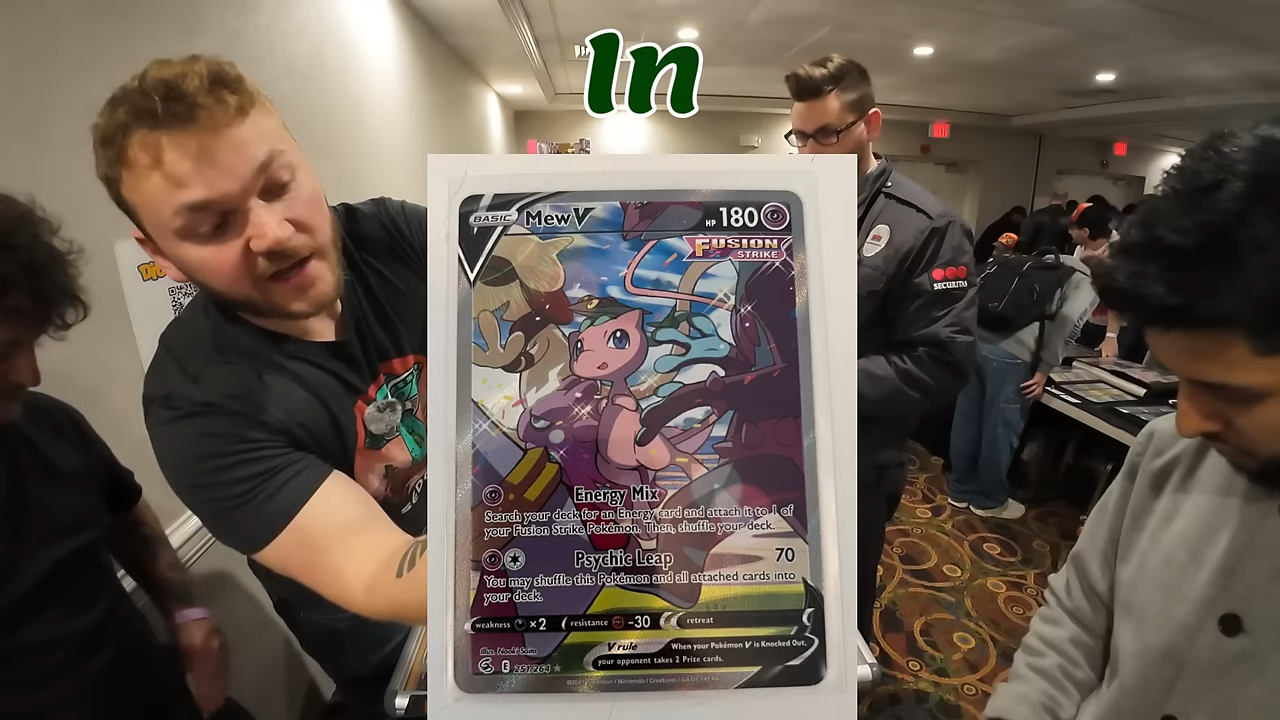 In
BASIC Mew V HP 180
FUSION
STRIKE
SECURITAS
Energy Mix
Search your deck for an Energy card and attach it to 1 of
your Fusion Strike Pokémon. Then, shuffle your deck.
Psychic Leap 70
You may shuffle this Pokémon and all attached cards into
your deck.
weakness ×2 resistance -30 retreat
V rule When your Pokémon V is Knocked Out,
your opponent takes 2 Prize cards.
Illus. Naoki Saito
E 251/264